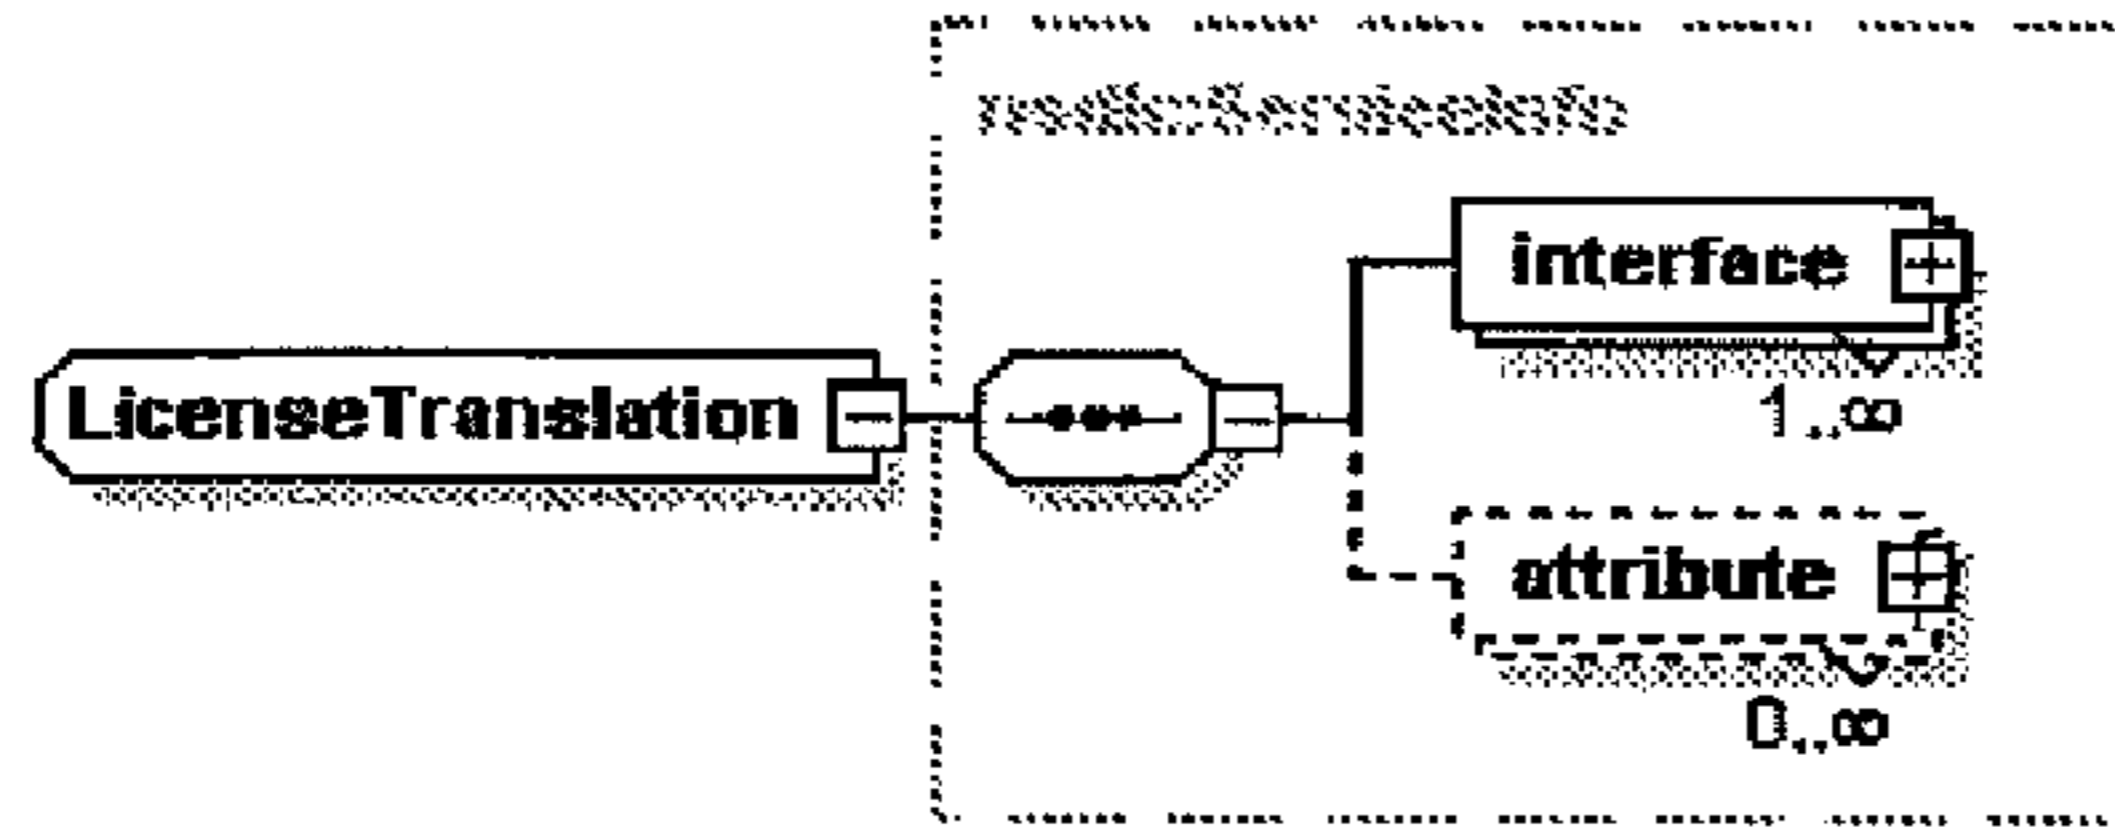 LicenseTranslation
interface
1..∞
attribute
0..∞